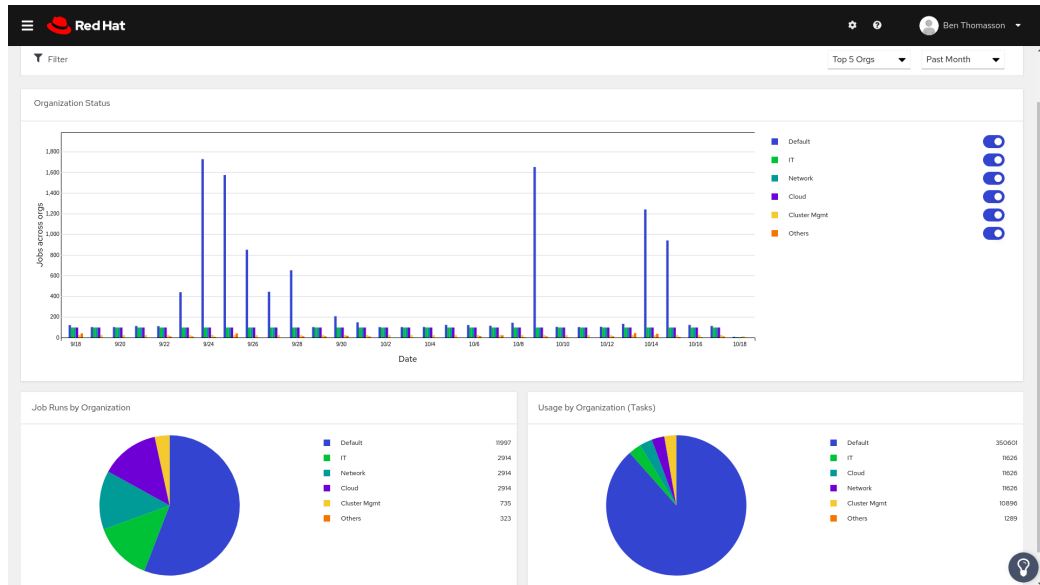 Red Hat
Ben Thomasson
Filter
Top 5 Orgs
Past Month
Organization Status
Jobs across orgs
1,800
1,600
1,400
1,200
1,000
800
600
400
200
0
9/18 9/20 9/22 9/24 9/26 9/28 9/30 10/2 10/4 10/6 10/8 10/10 10/12 10/14 10/16 10/18
Date
Default
IT
Network
Cloud
Cluster Mgmt
Others
Job Runs by Organization
Default 11997
IT 2914
Network 2914
Cloud 2914
Cluster Mgmt 735
Others 323
Usage by Organization (Tasks)
Default 350601
IT 11626
Cloud 11626
Network 11626
Cluster Mgmt 10896
Others 1289